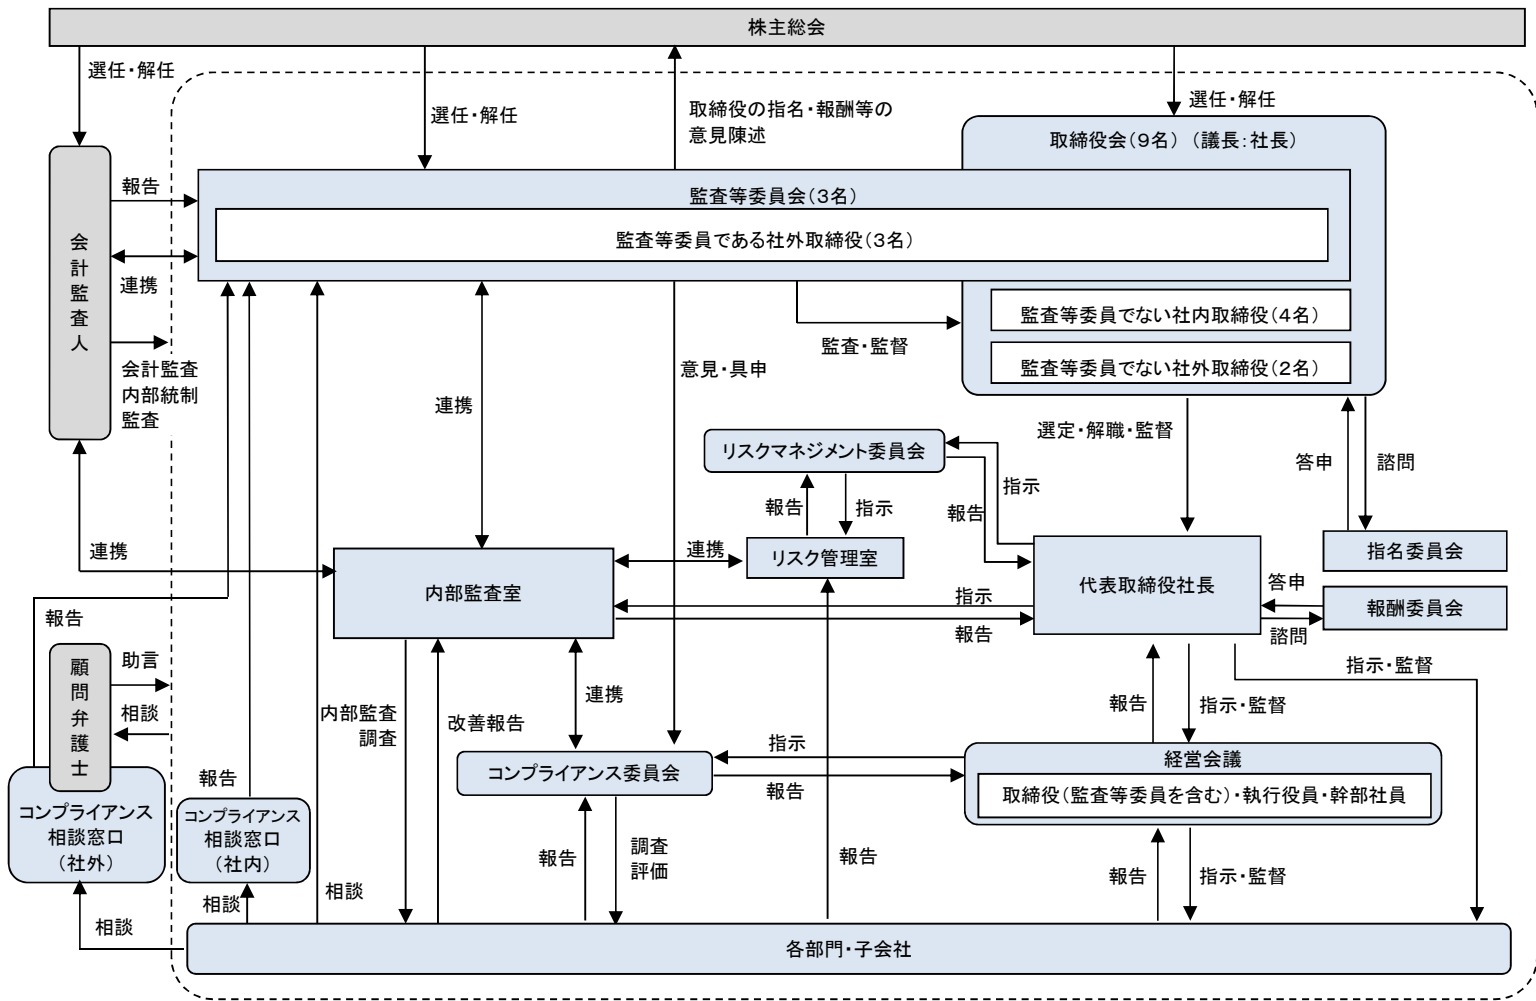 株主総会
選任・解任
選任・解任
取締役の指名・報酬等の
意見陳述
選任・解任
取締役会（９名）（議長：社長）
会計監査人
報告
連携
会計監査
内部統制
監査
監査等委員会（３名）
監査等委員である社外取締役（３名）
監査等委員でない社内取締役（４名）
監査等委員でない社外取締役（２名）
監査・監督
意見・具申
連携
選定・解職・監督
リスクマネジメント委員会
指示
報告
報告
指示
答申
諮問
連携
内部監査室
連携
リスク管理室
代表取締役社長
指名委員会
答申
報酬委員会
諮問
指示
報告
報告
顧問弁護士
助言
相談
内部監査
調査
改善報告
連携
報告
指示・監督
指示・監督
コンプライアンス委員会
指示
報告
経営会議
取締役（監査等委員を含む）・執行役員・幹部社員
コンプライアンス
相談窓口
（社外）
報告
コンプライアンス
相談窓口
（社内）
相談
相談
相談
報告
調査
評価
報告
報告
指示・監督
各部門・子会社